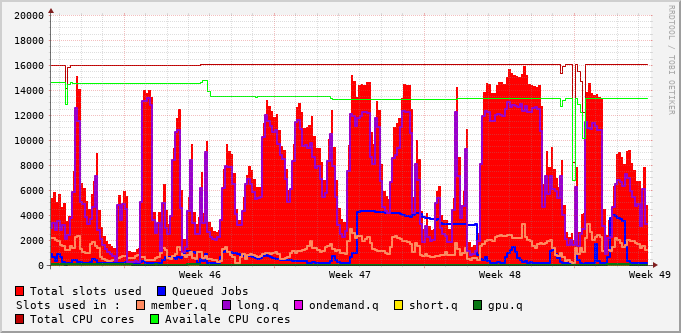 RRDTOOL / TOBI OETIKER
20000
18000
16000
14000
12000
10000
8000
6000
4000
2000
0
Week 46 Week 47 Week 48 Week 49
Total slots used Queued Jobs
Slots used in : member.q long.q ondemand.q short.q gpu.q
Total CPU cores Availale CPU cores